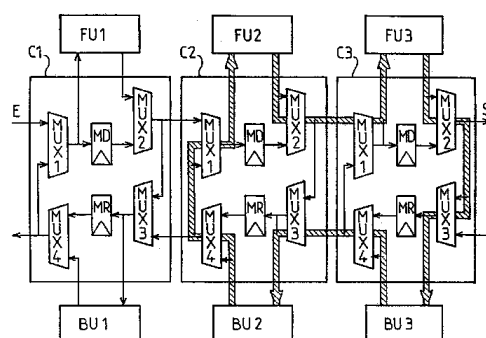 FU1 FU2 FU3
C1 C2 C3
E MUX1 MD MUX2 MUX1 MD MUX2 MUX1 MD MUX2
MUX4 MR MUX3 MUX4 MR MUX3 MUX4 MR MUX3
BU1 BU2 BU3